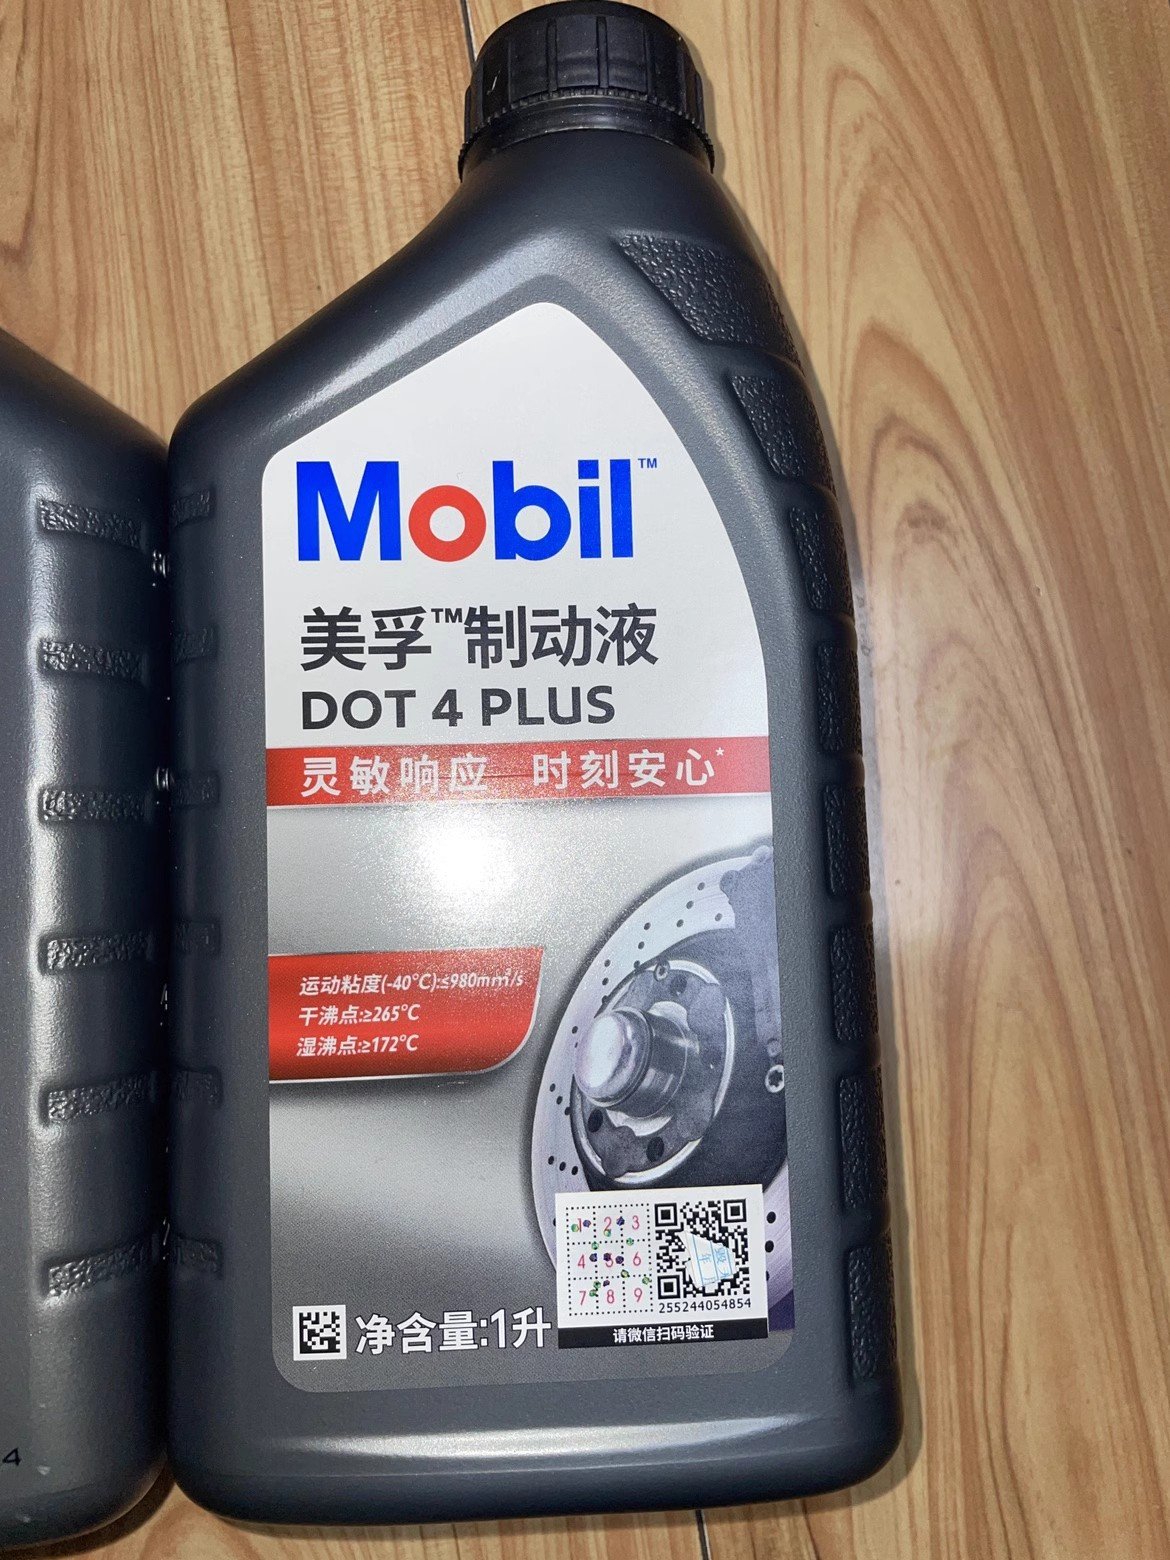 Mobil™
美孚™制动液
DOT 4 PLUS
灵敏响应 时刻安心*
运动粘度(-40°C):≤980mm²/s
干沸点:≥265°C
湿沸点:≥172°C
1 2 3
4 5 6
7 8 9
255244054854
请微信扫码验证
净含量:1升
4